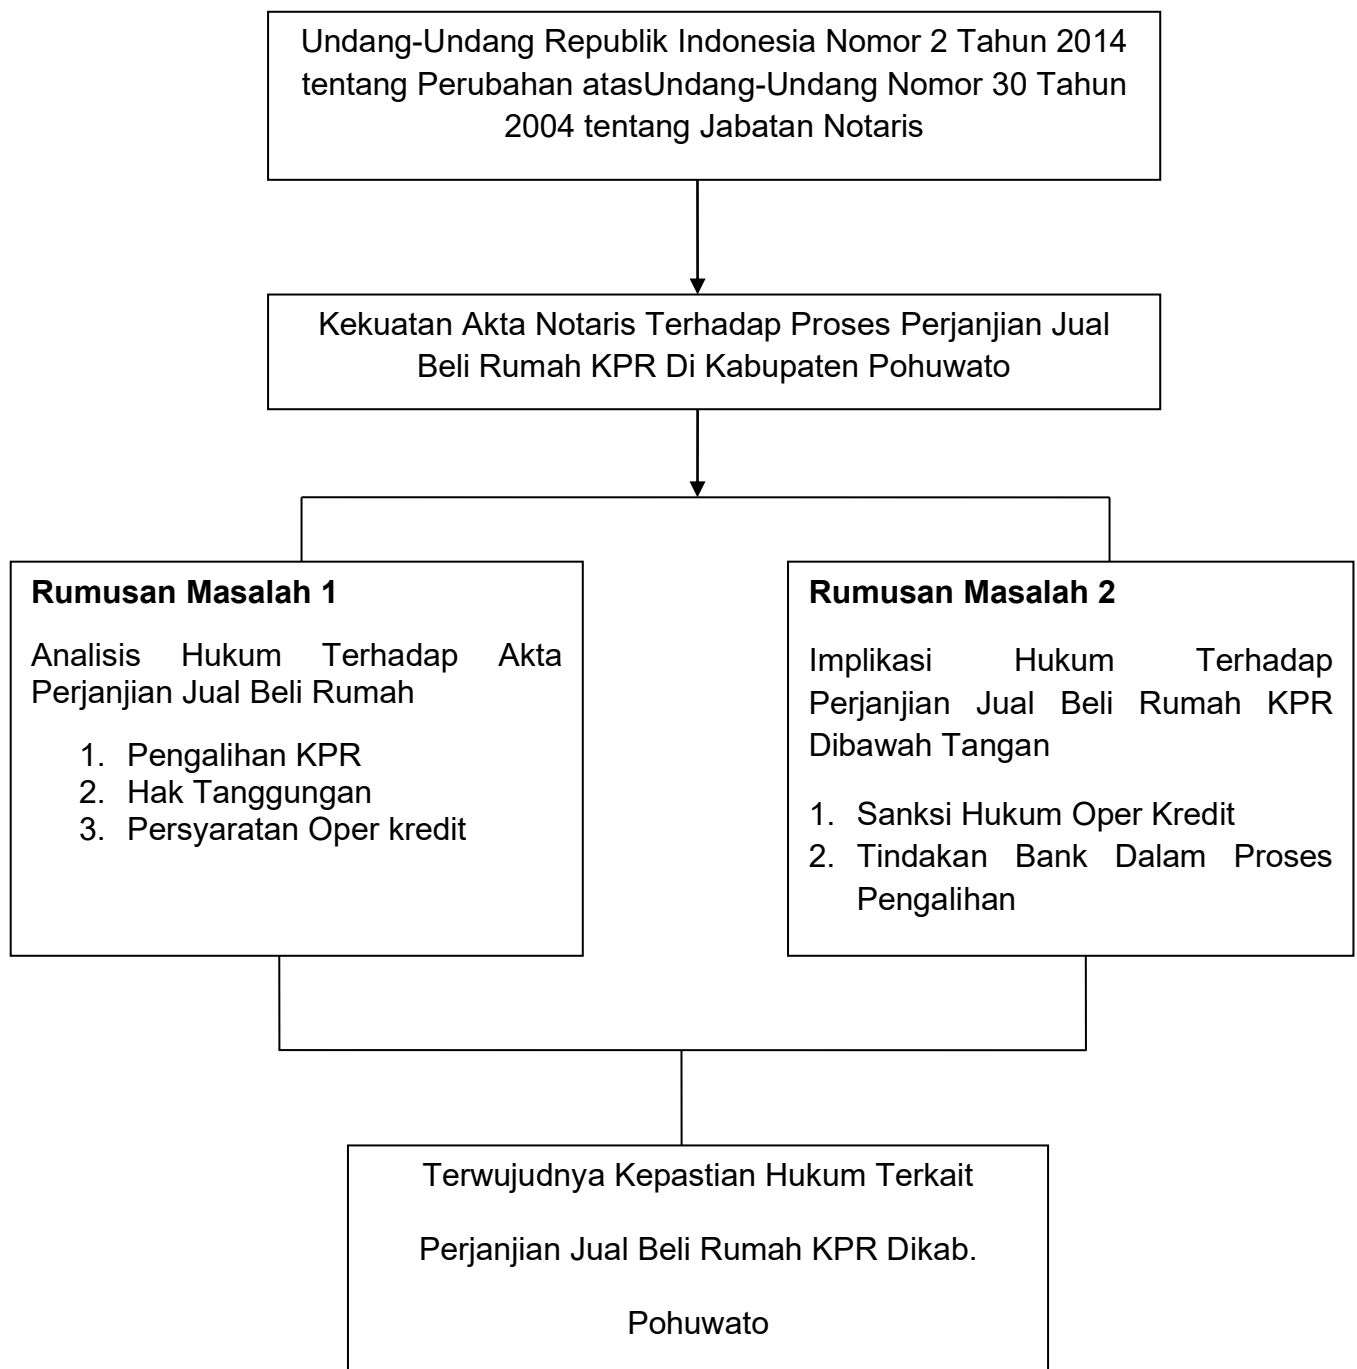 Undang-Undang Republik Indonesia Nomor 2 Tahun 2014
tentang Perubahan atasUndang-Undang Nomor 30 Tahun
2004 tentang Jabatan Notaris
Kekuatan Akta Notaris Terhadap Proses Perjanjian Jual
Beli Rumah KPR Di Kabupaten Pohuwato
Rumusan Masalah 1
Analisis Hukum Terhadap Akta
Perjanjian Jual Beli Rumah
1. Pengalihan KPR
2. Hak Tanggungan
3. Persyaratan Oper kredit
Rumusan Masalah 2
Implikasi Hukum Terhadap
Perjanjian Jual Beli Rumah KPR
Dibawah Tangan
1. Sanksi Hukum Oper Kredit
2. Tindakan Bank Dalam Proses
Pengalihan
Terwujudnya Kepastian Hukum Terkait
Perjanjian Jual Beli Rumah KPR Dikab.
Pohuwato